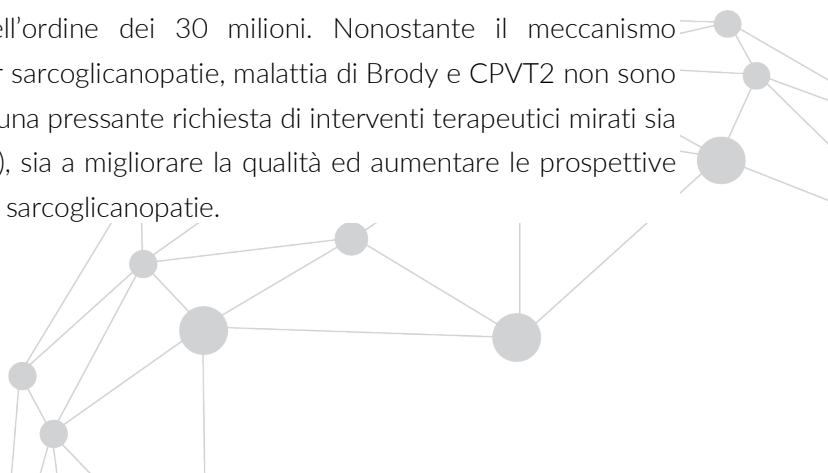 ell’ordine dei 30 milioni. Nonostante il meccanismo
r sarcoglicanopatie, malattia di Brody e CPVT2 non sono
una pressante richiesta di interventi terapeutici mirati sia
), sia a migliorare la qualità ed aumentare le prospettive
sarcoglicanopatie.